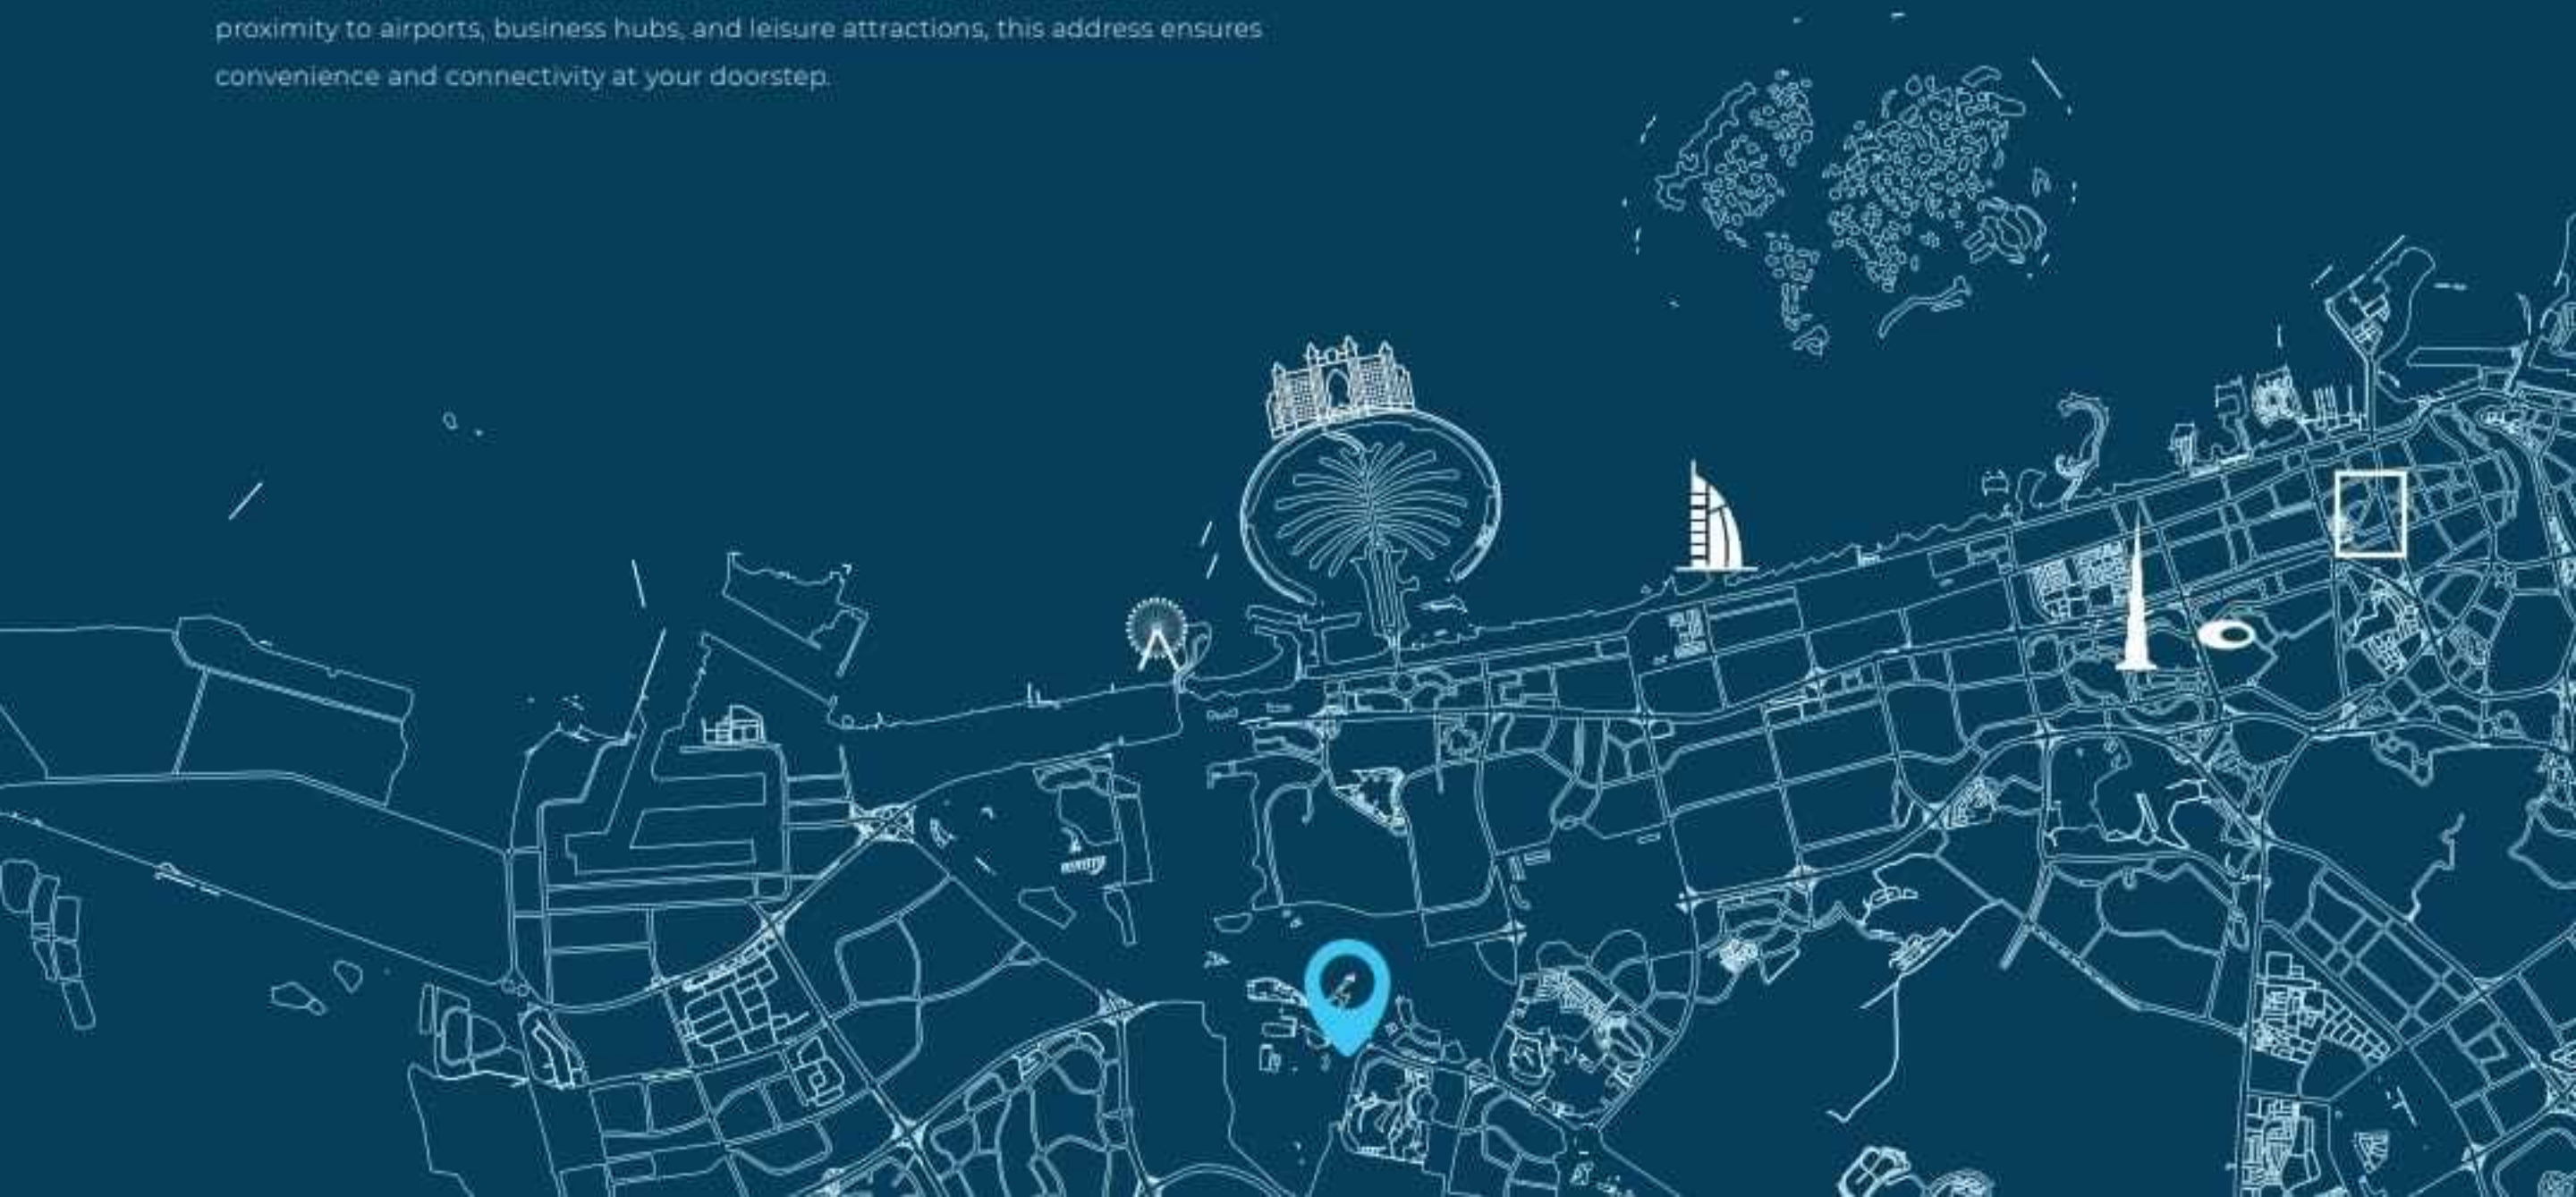 proximity to airports, business hubs, and leisure attractions, this address ensures
convenience and connectivity at your doorstep.